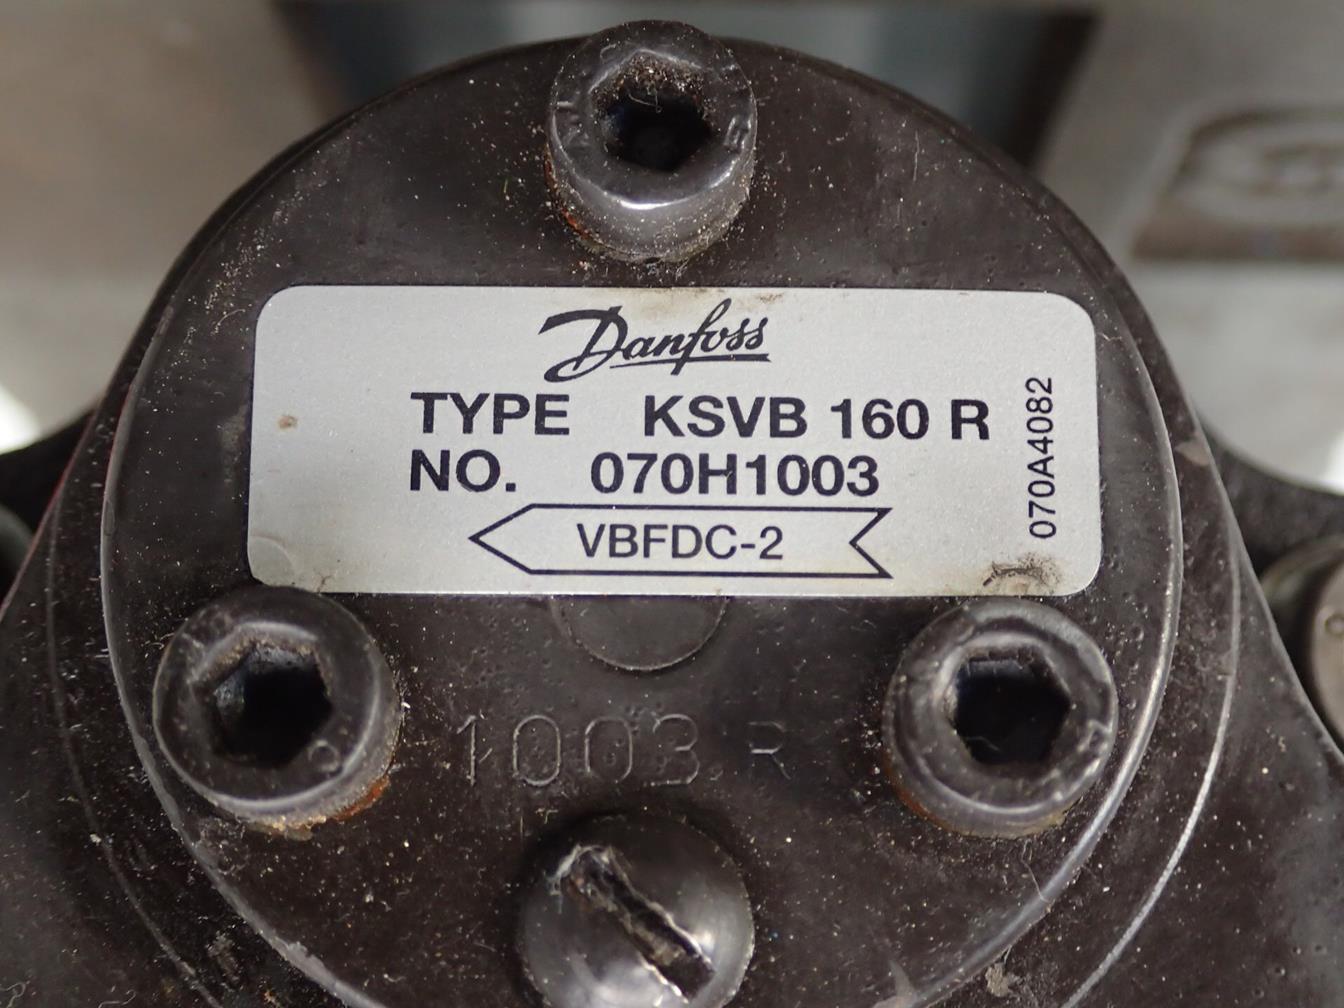 Danfoss
TYPE KSVB 160 R
NO. 070H1003
VBFDC-2
070A4082
1003 R